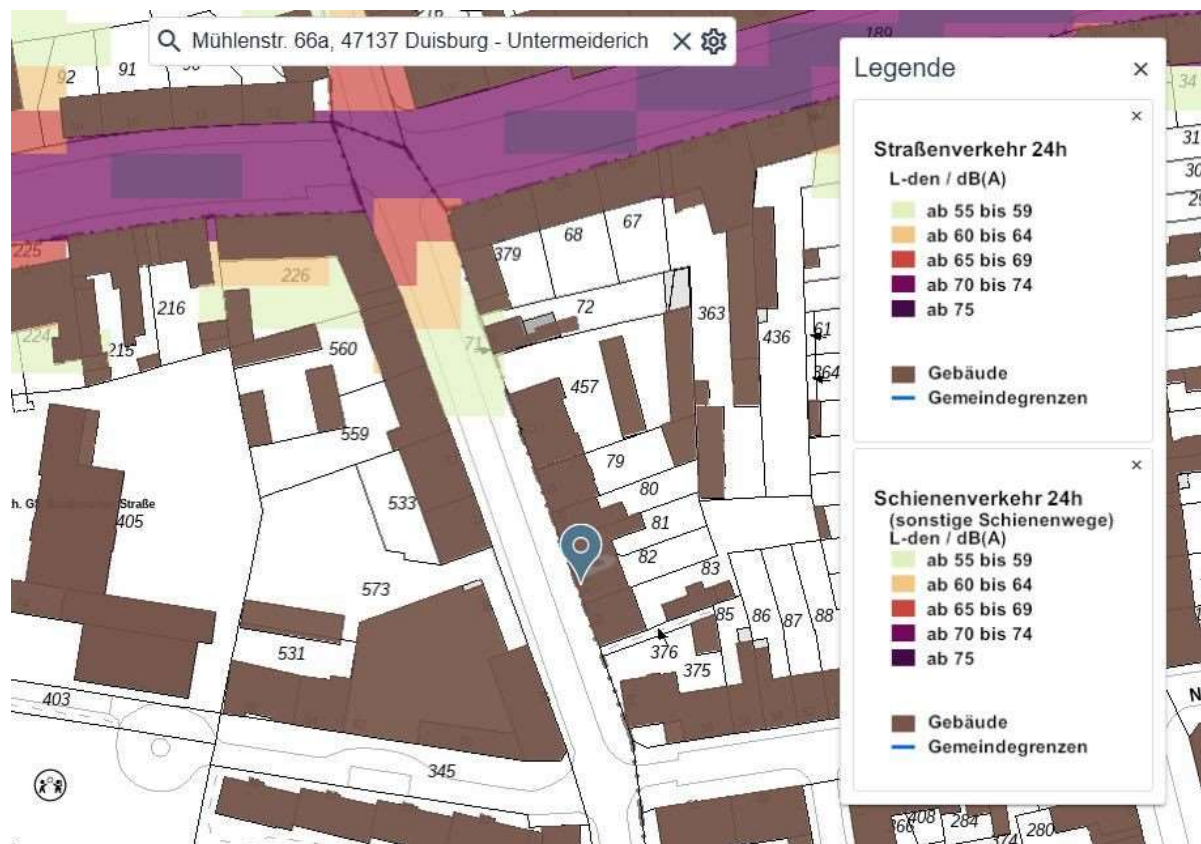 Mühlenstr. 66a, 47137 Duisburg - Untermeiderich
189
92
91
34
31
30
225
226
379
68
67
224
215
216
72
363
436
61
364
71
560
457
559
79
533
80
81
405
82
83
573
85
86
87
88
376
375
531
403
345
408
284
280
Straße
Legende
Straßenverkehr 24h
L-den / dB(A)
ab 55 bis 59
ab 60 bis 64
ab 65 bis 69
ab 70 bis 74
ab 75
Gebäude
Gemeindegrenzen
Schienenverkehr 24h
(sonstige Schienenwege)
L-den / dB(A)
ab 55 bis 59
ab 60 bis 64
ab 65 bis 69
ab 70 bis 74
ab 75
Gebäude
Gemeindegrenzen